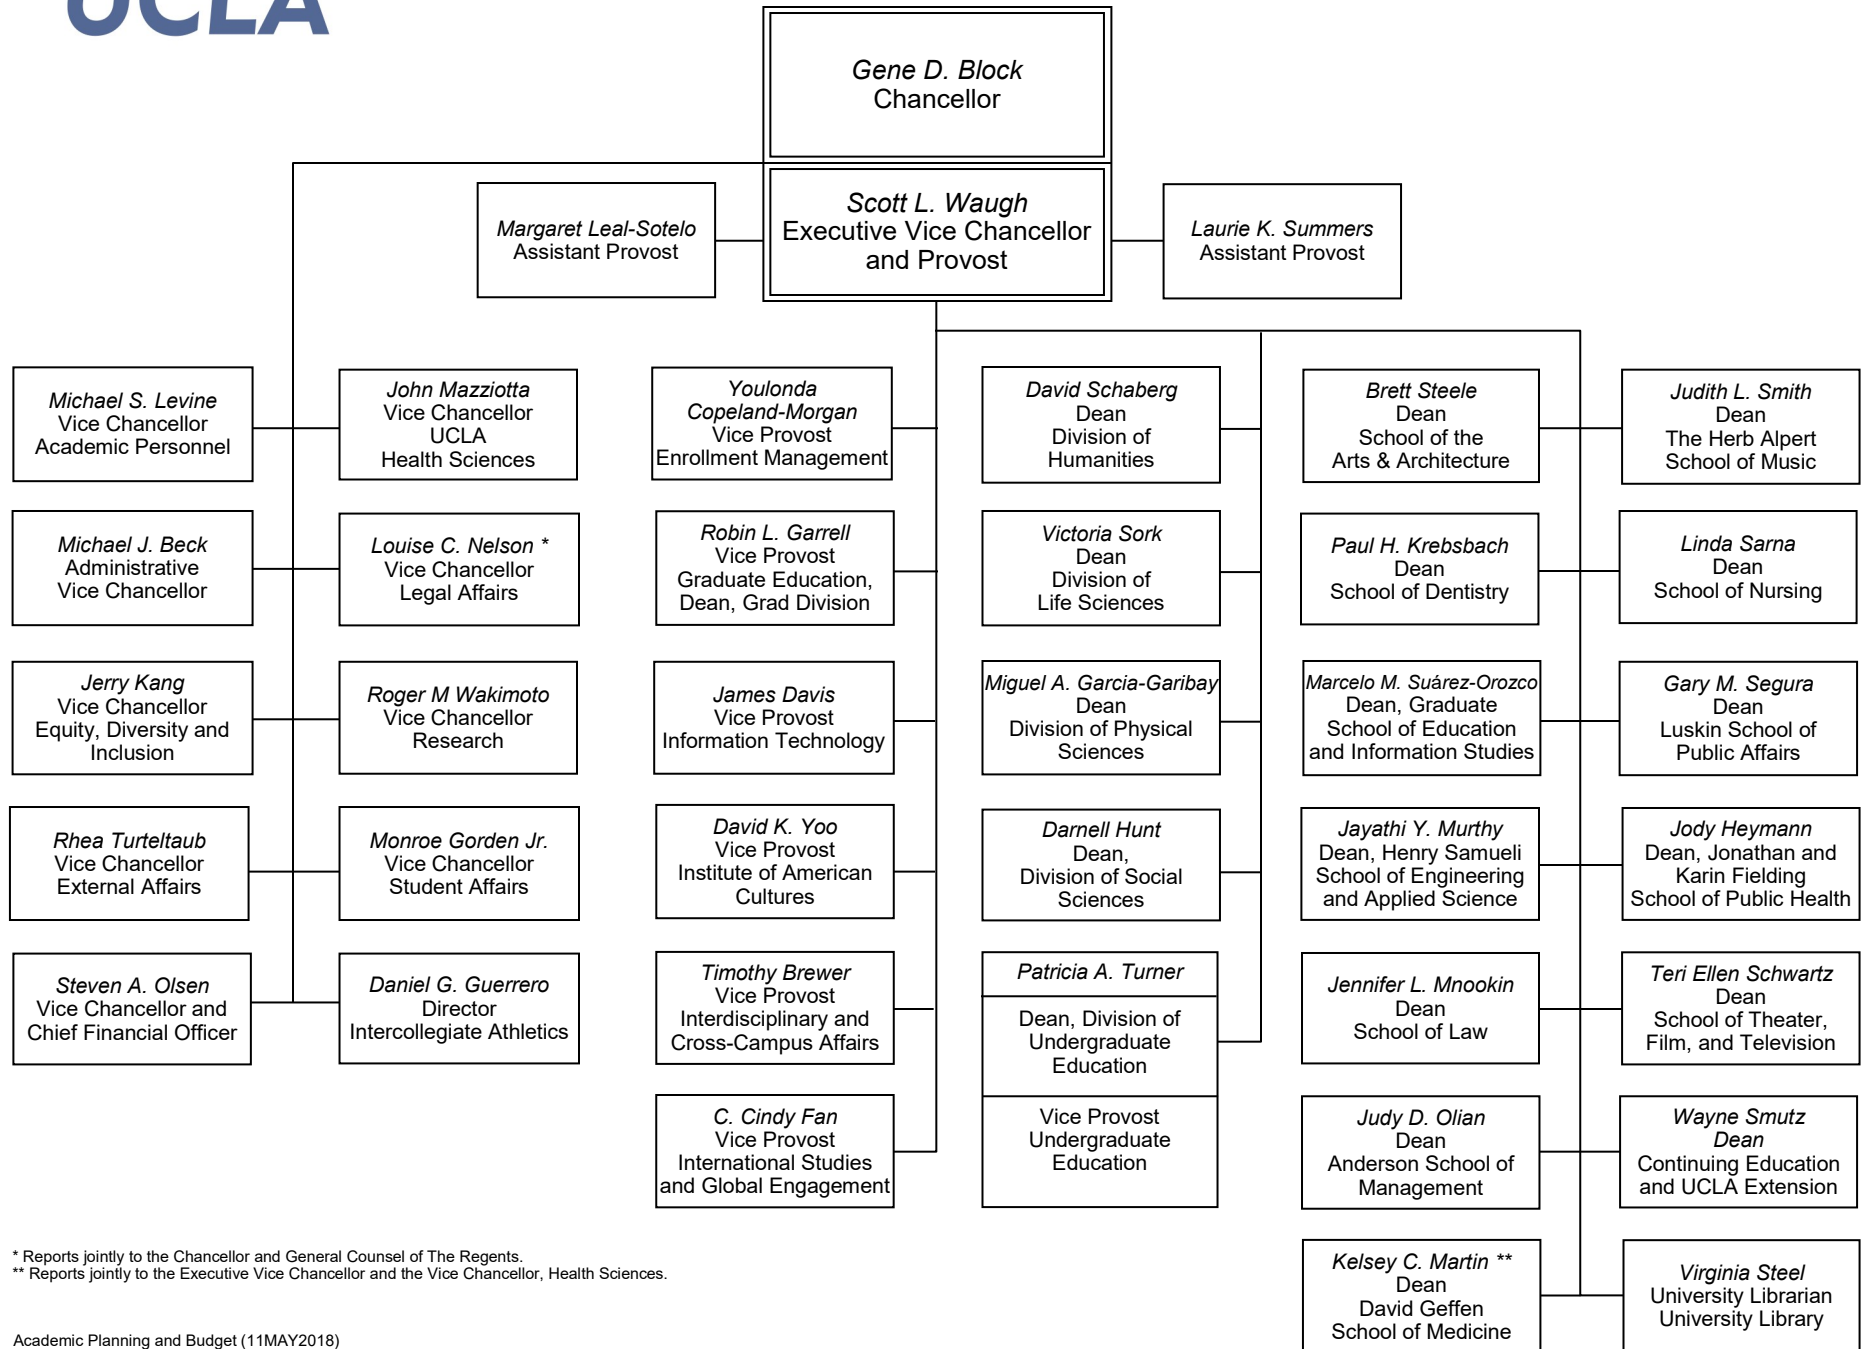 UCLA
Gene D. Block
Chancellor
Scott L. Waugh
Executive Vice Chancellor
and Provost
Margaret Leal-Sotelo
Assistant Provost
Laurie K. Summers
Assistant Provost
Michael S. Levine
Vice Chancellor
Academic Personnel
John Mazziotta
Vice Chancellor
UCLA
Health Sciences
Youlonda
Copeland-Morgan
Vice Provost
Enrollment Management
David Schaberg
Dean
Division of
Humanities
Brett Steele
Dean
School of the
Arts & Architecture
Judith L. Smith
Dean
The Herb Alpert
School of Music
Michael J. Beck
Administrative
Vice Chancellor
Louise C. Nelson *
Vice Chancellor
Legal Affairs
Robin L. Garrell
Vice Provost
Graduate Education,
Dean, Grad Division
Victoria Sork
Dean
Division of
Life Sciences
Paul H. Krebsbach
Dean
School of Dentistry
Linda Sarna
Dean
School of Nursing
Jerry Kang
Vice Chancellor
Equity, Diversity and
Inclusion
Roger M Wakimoto
Vice Chancellor
Research
James Davis
Vice Provost
Information Technology
Miguel A. Garcia-Garibay
Dean
Division of Physical
Sciences
Marcelo M. Suárez-Orozco
Dean, Graduate
School of Education
and Information Studies
Gary M. Segura
Dean
Luskin School of
Public Affairs
Rhea Turteltaub
Vice Chancellor
External Affairs
Monroe Gorden Jr.
Vice Chancellor
Student Affairs
David K. Yoo
Vice Provost
Institute of American
Cultures
Darnell Hunt
Dean,
Division of Social
Sciences
Jayathi Y. Murthy
Dean, Henry Samueli
School of Engineering
and Applied Science
Jody Heymann
Dean, Jonathan and
Karin Fielding
School of Public Health
Steven A. Olsen
Vice Chancellor and
Chief Financial Officer
Daniel G. Guerrero
Director
Intercollegiate Athletics
Timothy Brewer
Vice Provost
Interdisciplinary and
Cross-Campus Affairs
Patricia A. Turner
Dean, Division of
Undergraduate
Education
Vice Provost
Undergraduate
Education
Jennifer L. Mnookin
Dean
School of Law
Teri Ellen Schwartz
Dean
School of Theater,
Film, and Television
C. Cindy Fan
Vice Provost
International Studies
and Global Engagement
Judy D. Olian
Dean
Anderson School of
Management
Wayne Smutz
Dean
Continuing Education
and UCLA Extension
Kelsey C. Martin **
Dean
David Geffen
School of Medicine
Virginia Steel
University Librarian
University Library
* Reports jointly to the Chancellor and General Counsel of The Regents.
** Reports jointly to the Executive Vice Chancellor and the Vice Chancellor, Health Sciences.
Academic Planning and Budget (11MAY2018)